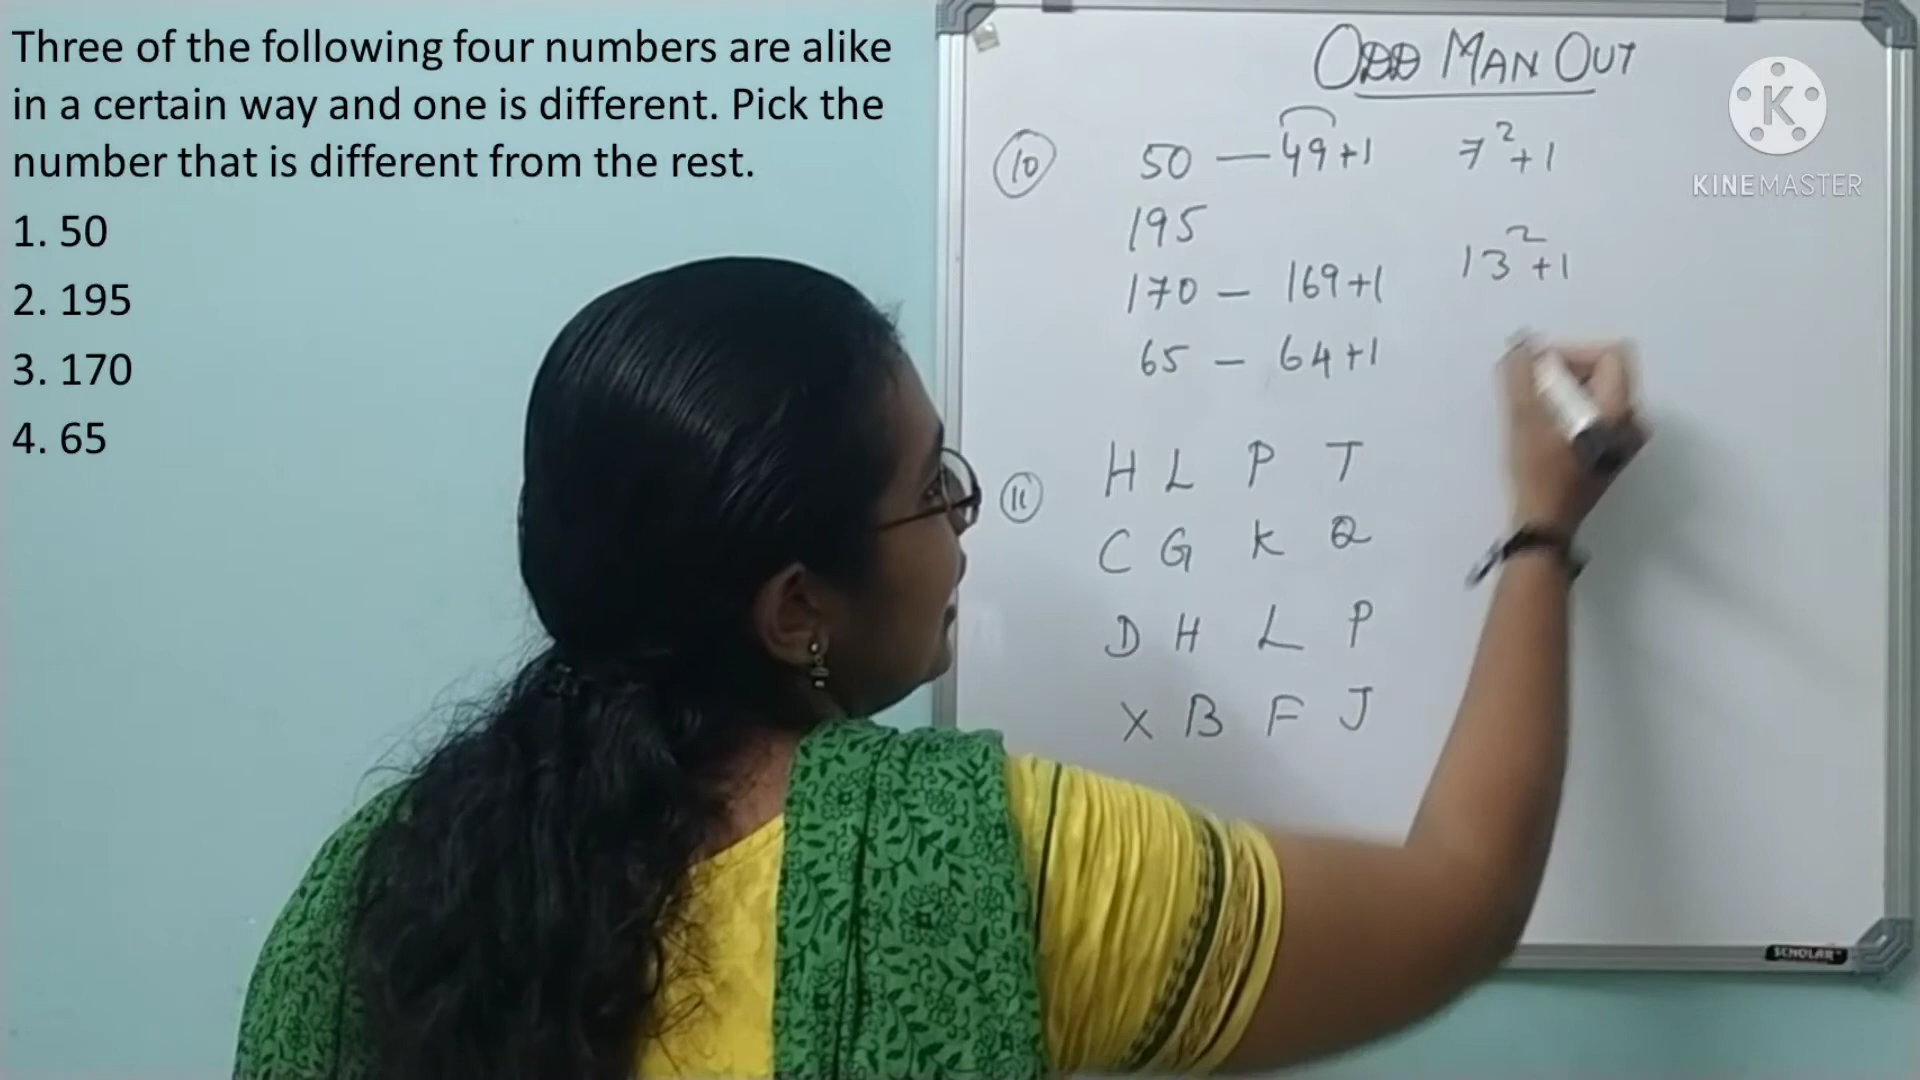 Three of the following four numbers are alike
in a certain way and one is different. Pick the
number that is different from the rest.
1. 50
2. 195
3. 170
4. 65
ODD MAN OUT
10 50 — 49+1 7²+1
195
170 – 169+1 13²+1
65 – 64+1
11 H L P T
C G K Q
D H L P
X B F J
K
KINEMASTER
SCHOLAR